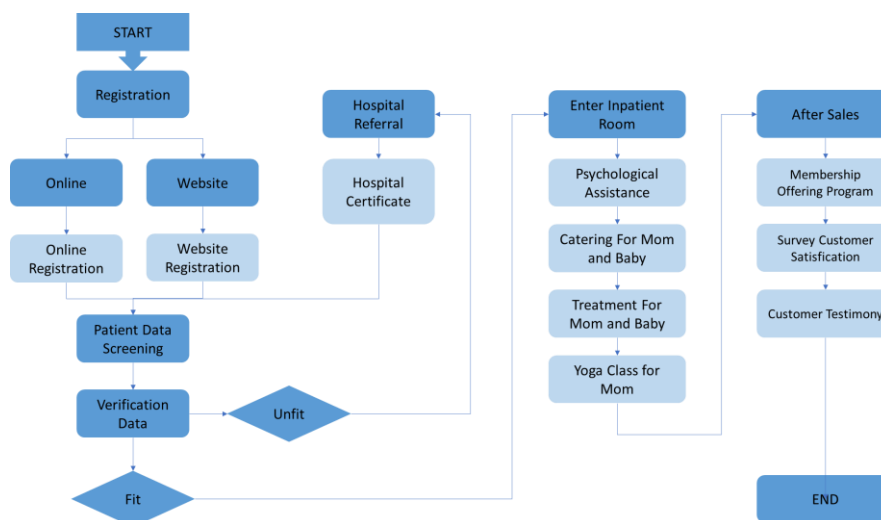 START
Registration
Online
Website
Online
Registration
Website
Registration
Hospital
Referral
Hospital
Certificate
Patient Data
Screening
Verification
Data
Unfit
Fit
Enter Inpatient
Room
Psychological
Assistance
Catering For Mom
and Baby
Treatment For
Mom and Baby
Yoga Class for
Mom
After Sales
Membership
Offering Program
Survey Customer
Satisfication
Customer Testimony
END